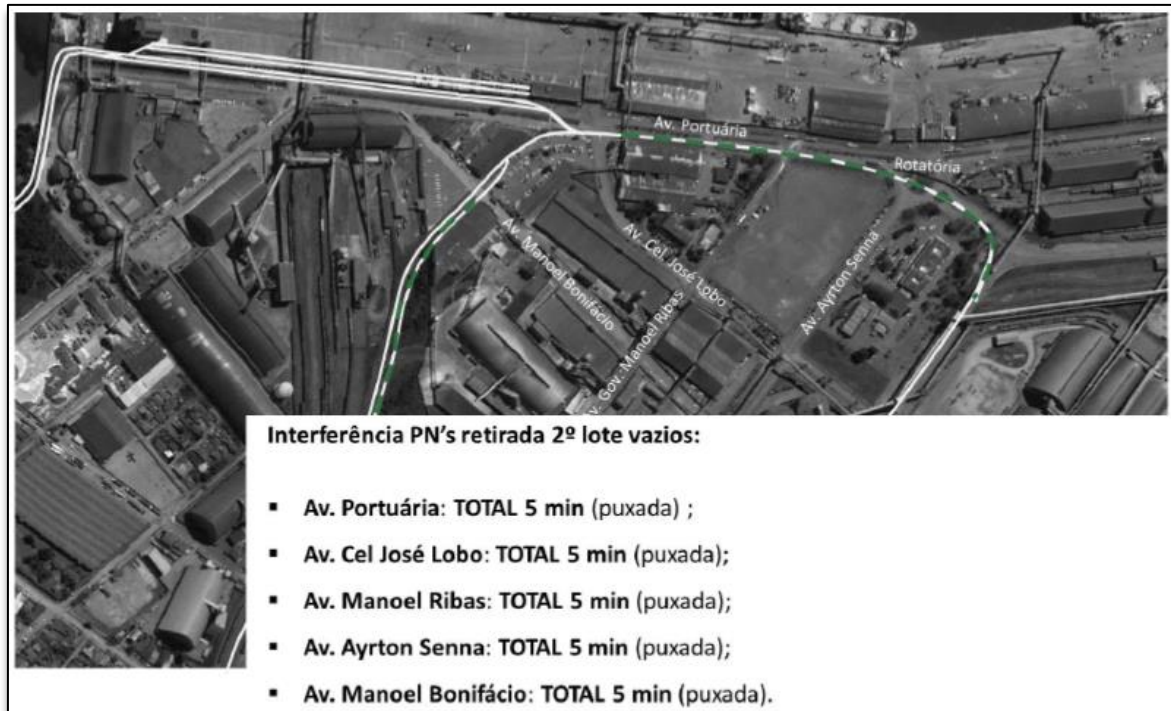 Av. Portuária
Rotatória
Av. Cel José Lobo
Av. Manoel Bonifácio
Av. Ayrton Senna
Av. Gov. Manoel Ribas
Interferência PN’s retirada 2º lote vazios:
▪ Av. Portuária: TOTAL 5 min (puxada) ;
▪ Av. Cel José Lobo: TOTAL 5 min (puxada);
▪ Av. Manoel Ribas: TOTAL 5 min (puxada);
▪ Av. Ayrton Senna: TOTAL 5 min (puxada);
▪ Av. Manoel Bonifácio: TOTAL 5 min (puxada).